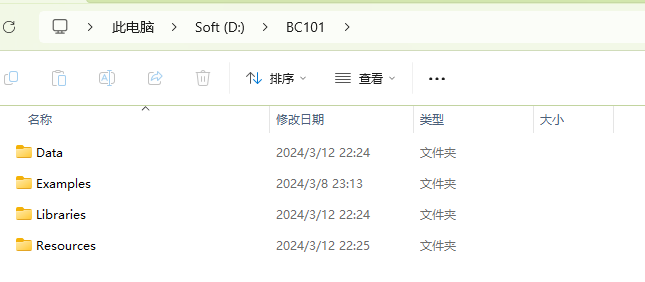 此电脑 > Soft (D:) > BC101 >
排序 查看 ...
名称 修改日期 类型 大小
Data 2024/3/12 22:24 文件夹
Examples 2024/3/8 23:13 文件夹
Libraries 2024/3/12 22:24 文件夹
Resources 2024/3/12 22:25 文件夹